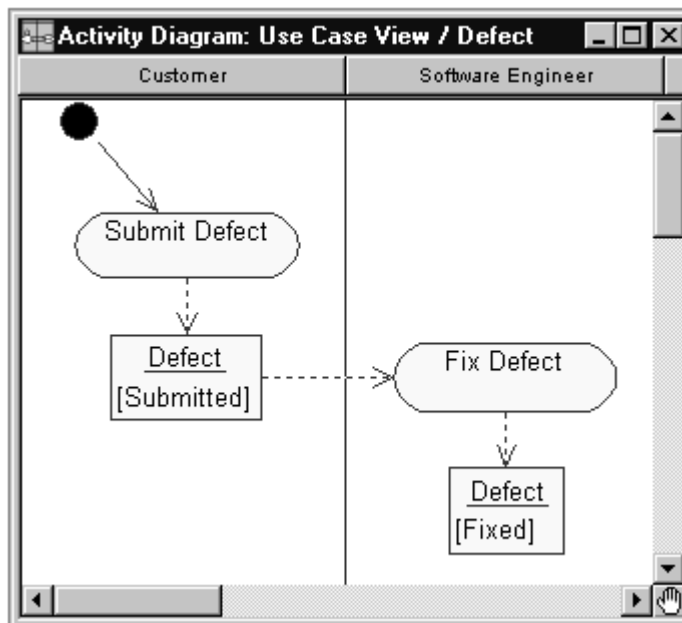 Activity Diagram: Use Case View / Defect
Customer
Software Engineer
Submit Defect
Defect
[Submitted]
Fix Defect
Defect
[Fixed]